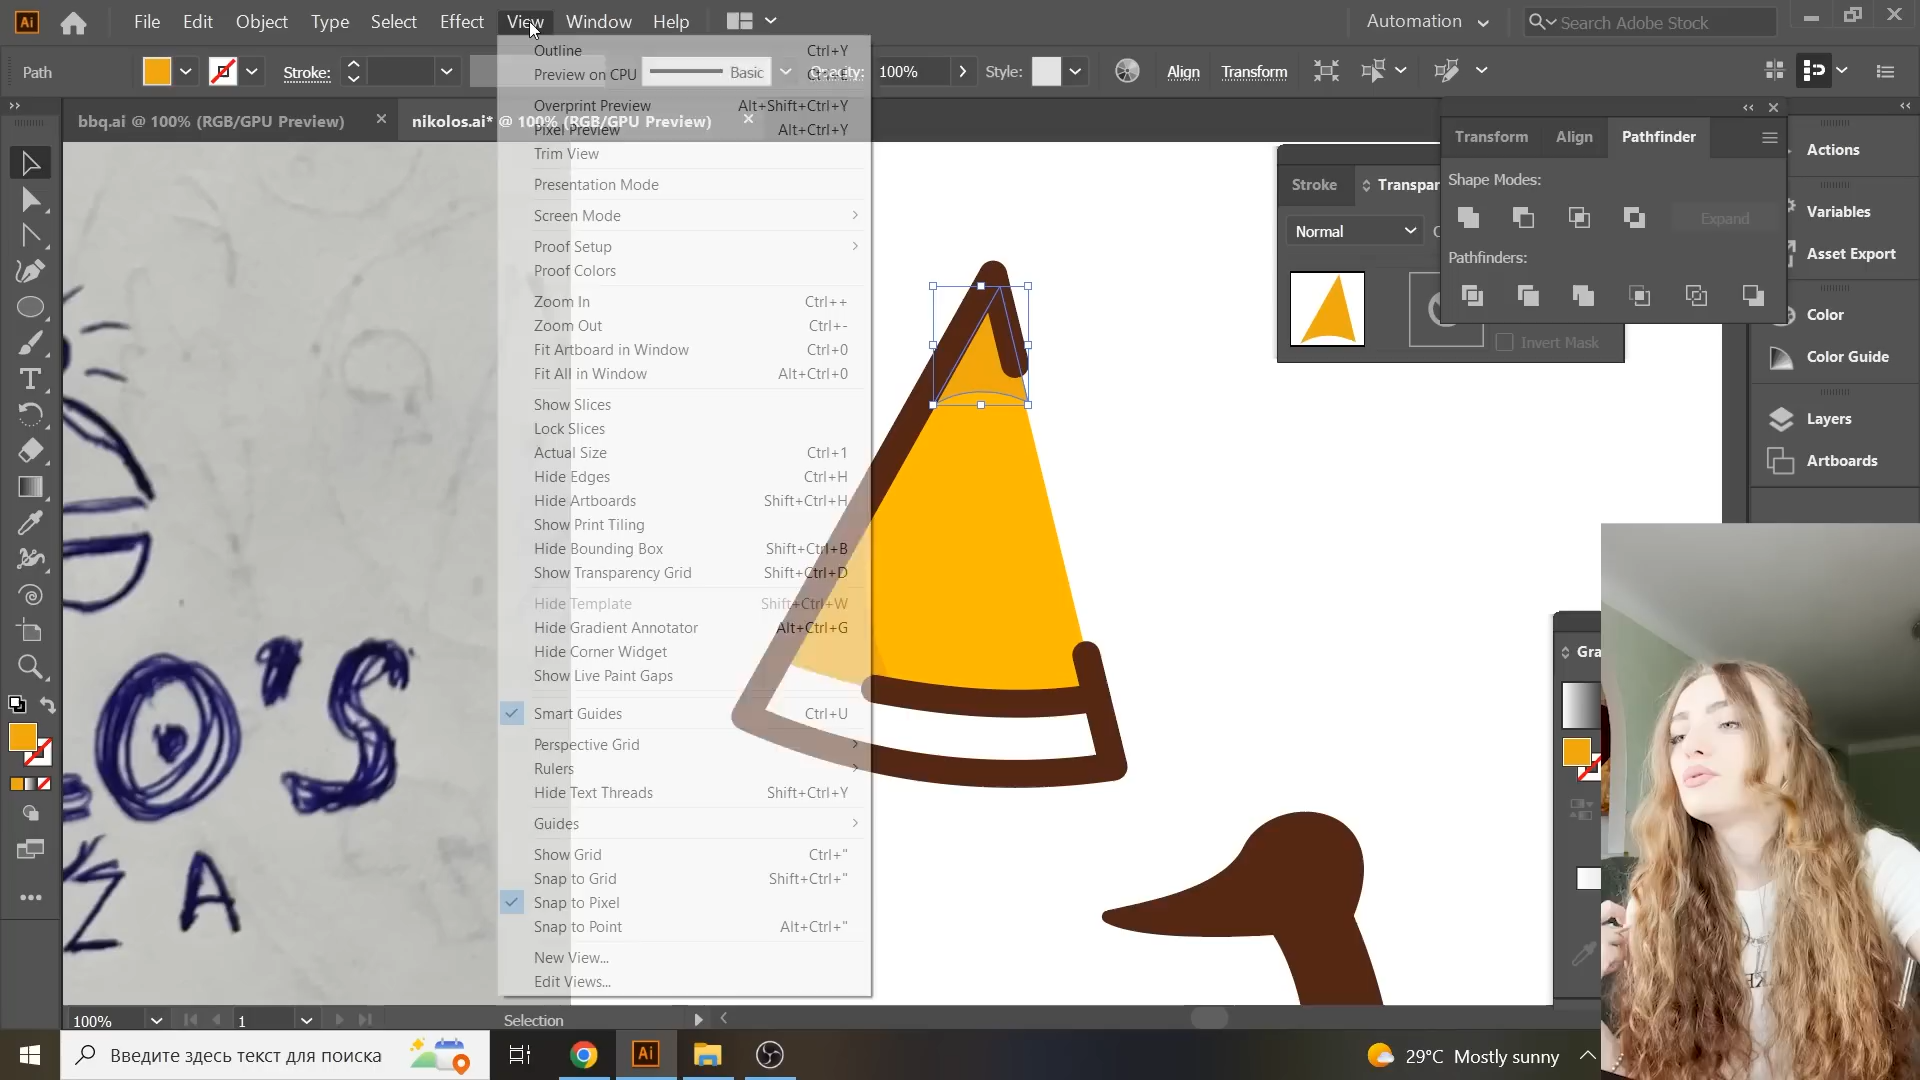 Ai File Edit Object Type Select Effect View Window Help Automation Search Adobe Stock
Path Stroke: Basic Opacity: 100% Style: Align Transform
bbq.ai @ 100% (RGB/GPU Preview) nikolos.ai* @ 100% (RGB/GPU Preview)
Outline Ctrl+Y
Preview on CPU
Overprint Preview Alt+Shift+Ctrl+Y
Pixel Preview Alt+Ctrl+Y
Trim View
Presentation Mode
Screen Mode
Proof Setup
Proof Colors
Zoom In Ctrl++
Zoom Out Ctrl+-
Fit Artboard in Window Ctrl+0
Fit All in Window Alt+Ctrl+0
Show Slices
Lock Slices
Actual Size Ctrl+1
Hide Edges Ctrl+H
Hide Artboards Shift+Ctrl+H
Show Print Tiling
Hide Bounding Box Shift+Ctrl+B
Show Transparency Grid Shift+Ctrl+D
Hide Template Shift+Ctrl+W
Hide Gradient Annotator Alt+Ctrl+G
Hide Corner Widget
Show Live Paint Gaps
Smart Guides Ctrl+U
Perspective Grid
Rulers
Hide Text Threads Shift+Ctrl+Y
Guides
Show Grid Ctrl+"
Snap to Grid Shift+Ctrl+"
Snap to Pixel
Snap to Point Alt+Ctrl+"
New View...
Edit Views...
Transform Align Pathfinder
Shape Modes:
Expand
Pathfinders:
Stroke Transpar
Normal
Invert Mask
Actions
Variables
Asset Export
Color
Color Guide
Layers
Artboards
Gra
O'S
ZA
100% 1 Selection
Введите здесь текст для поиска
Ai
29°C Mostly sunny